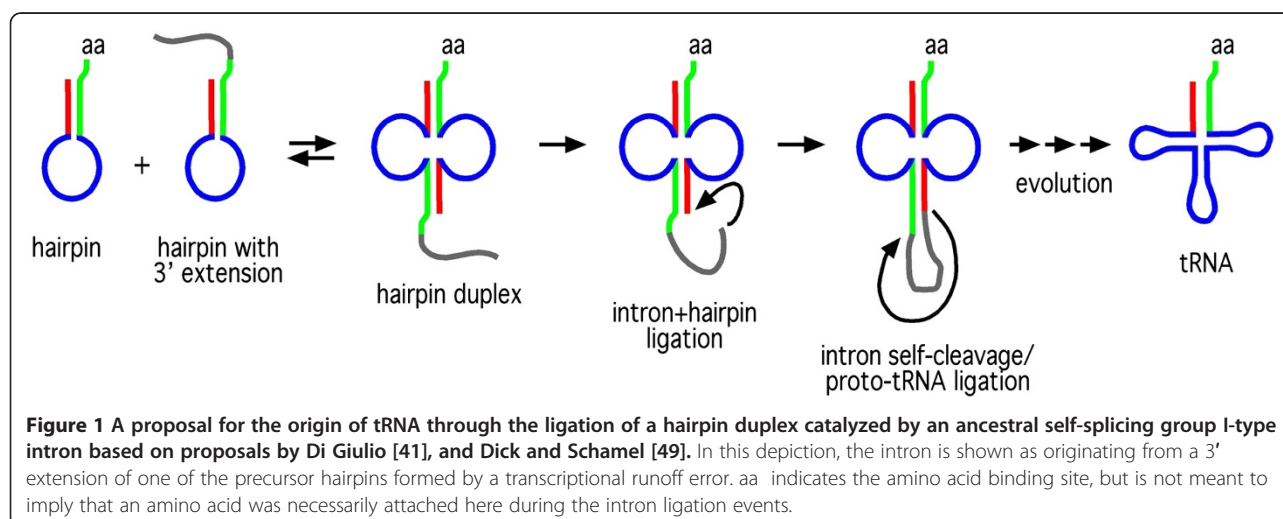 aa
aa
aa
aa
aa
+
evolution
hairpin
hairpin with
3′ extension
hairpin duplex
intron+hairpin
ligation
intron self-cleavage/
proto-tRNA ligation
tRNA
Figure 1 A proposal for the origin of tRNA through the ligation of a hairpin duplex catalyzed by an ancestral self-splicing group I-type
intron based on proposals by Di Giulio [41], and Dick and Schamel [49]. In this depiction, the intron is shown as originating from a 3′
extension of one of the precursor hairpins formed by a transcriptional runoff error. aa indicates the amino acid binding site, but is not meant to
imply that an amino acid was necessarily attached here during the intron ligation events.